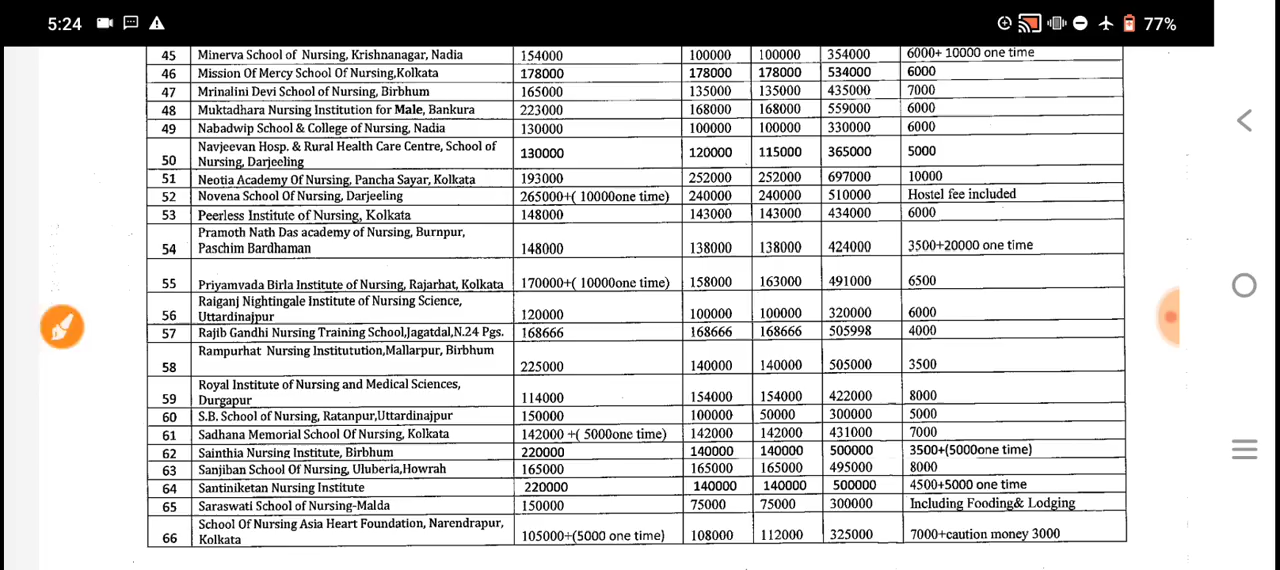 5:24 77%
45 Minerva School of Nursing, Krishnanagar, Nadia 154000 100000 100000 354000 6000+ 10000 one time
46 Mission Of Mercy School Of Nursing,Kolkata 178000 178000 178000 534000 6000
47 Mrinalini Devi School of Nursing, Birbhum 165000 135000 135000 435000 7000
48 Muktadhara Nursing Institution for Male, Bankura 223000 168000 168000 559000 6000
49 Nabadwip School & College of Nursing, Nadia 130000 100000 100000 330000 6000
Navjeevan Hosp. & Rural Health Care Centre, School of
50 Nursing, Darjeeling 130000 120000 115000 365000 5000
51 Neotia Academy Of Nursing, Pancha Sayar, Kolkata 193000 252000 252000 697000 10000
52 Novena School Of Nursing, Darjeeling 265000+( 10000one time) 240000 240000 510000 Hostel fee included
53 Peerless Institute of Nursing, Kolkata 148000 143000 143000 434000 6000
Pramoth Nath Das academy of Nursing, Burnpur,
54 Paschim Bardhaman 148000 138000 138000 424000 3500+20000 one time
55 Priyamvada Birla Institute of Nursing, Rajarhat, Kolkata 170000+( 10000one time) 158000 163000 491000 6500
Raiganj Nightingale Institute of Nursing Science,
56 Uttardinajpur 120000 100000 100000 320000 6000
57 Rajib Gandhi Nursing Training School,Jagatdal,N.24 Pgs. 168666 168666 168666 505998 4000
Rampurhat Nursing Institutution,Mallarpur, Birbhum
58 225000 140000 140000 505000 3500
Royal Institute of Nursing and Medical Sciences,
59 Durgapur 114000 154000 154000 422000 8000
60 S.B. School of Nursing, Ratanpur,Uttardinajpur 150000 100000 50000 300000 5000
61 Sadhana Memorial School Of Nursing, Kolkata 142000 +( 5000one time) 142000 142000 431000 7000
62 Sainthia Nursing Institute, Birbhum 220000 140000 140000 500000 3500+(5000one time)
63 Sanjiban School Of Nursing, Uluberia,Howrah 165000 165000 165000 495000 8000
64 Santiniketan Nursing Institute 220000 140000 140000 500000 4500+5000 one time
65 Saraswati School of Nursing-Malda 150000 75000 75000 300000 Including Fooding& Lodging
School Of Nursing Asia Heart Foundation, Narendrapur,
66 Kolkata 105000+(5000 one time) 108000 112000 325000 7000+caution money 3000